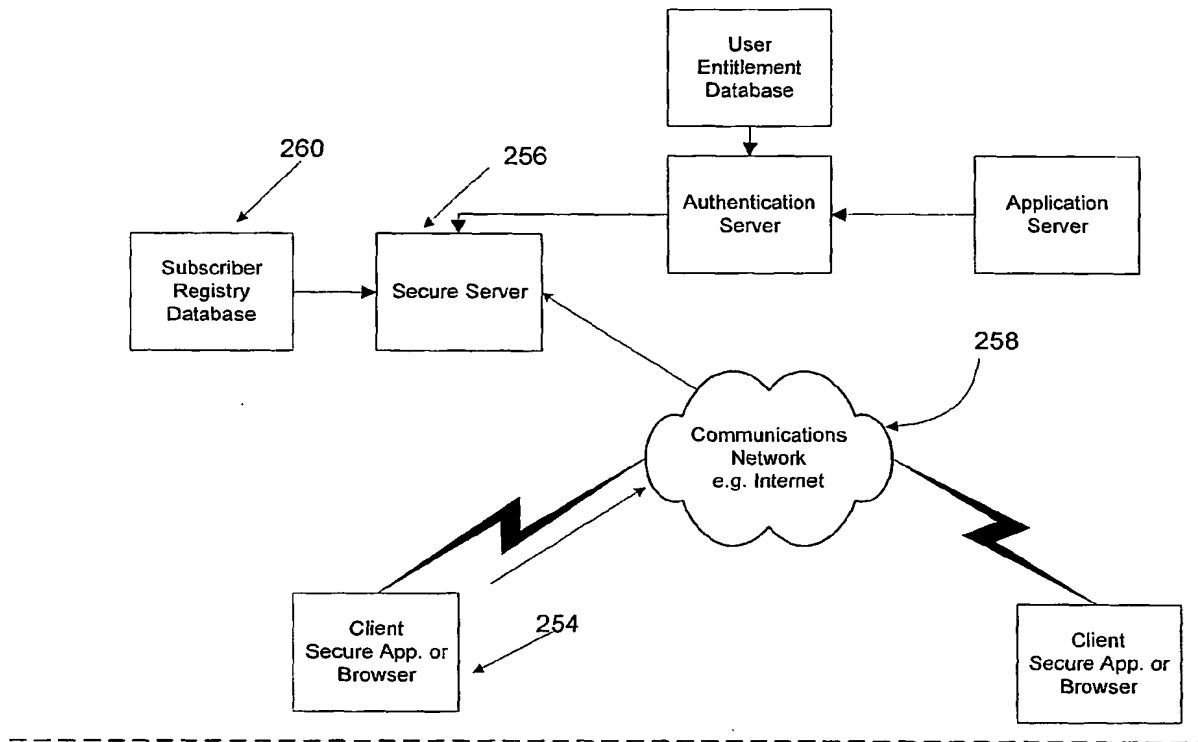 User
Entitlement
Database
260
256
Authentication
Server
Application
Server
Subscriber
Registry
Database
Secure Server
258
Communications
Network
e.g. Internet
254
Client
Secure App. or
Browser
Client
Secure App. or
Browser